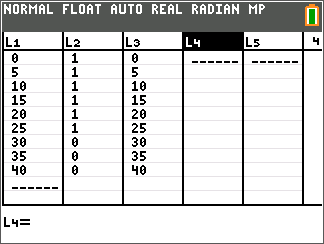 NORMAL FLOAT AUTO REAL RADIAN MP
L1 L2 L3 L4 L5 4
0 1 0 ------ ------
5 1 5
10 1 10
15 1 15
20 1 20
25 1 25
30 0 30
35 0 35
40 0 40
------
L4=